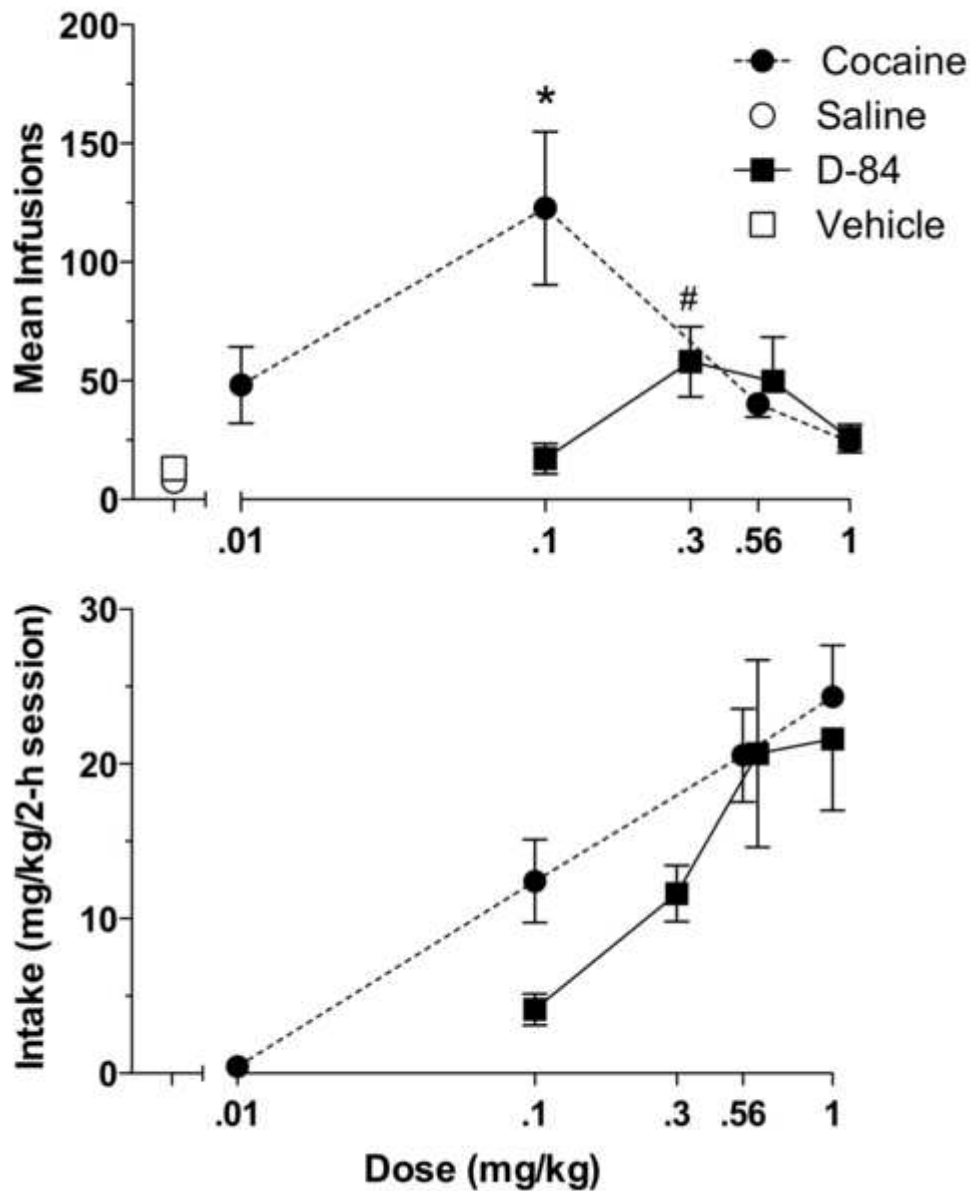 200
150
100
50
0
Mean Infusions
*
#
Cocaine
Saline
D-84
Vehicle
.01 .1 .3 .56 1
30
20
10
0
Intake (mg/kg/2-h session)
.01 .1 .3 .56 1
Dose (mg/kg)